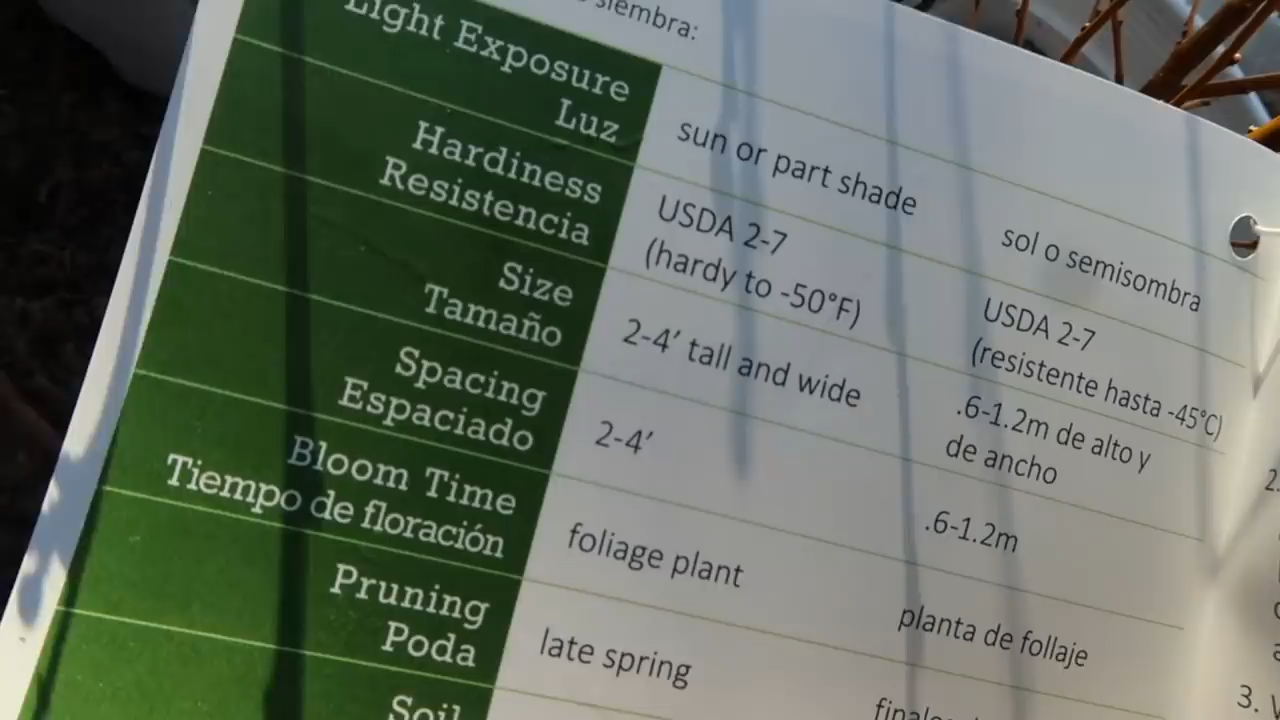 siembra:
Light Exposure
Luz
sun or part shade
sol o semisombra
Hardiness
Resistencia
USDA 2-7
(hardy to -50°F)
USDA 2-7
(resistente hasta -45°C)
Size
Tamaño
2-4' tall and wide
.6-1.2m de alto y
de ancho
Spacing
Espaciado
2-4'
.6-1.2m
Bloom Time
Tiempo de floración
foliage plant
planta de follaje
Pruning
Poda
late spring
Soil
2.
3.